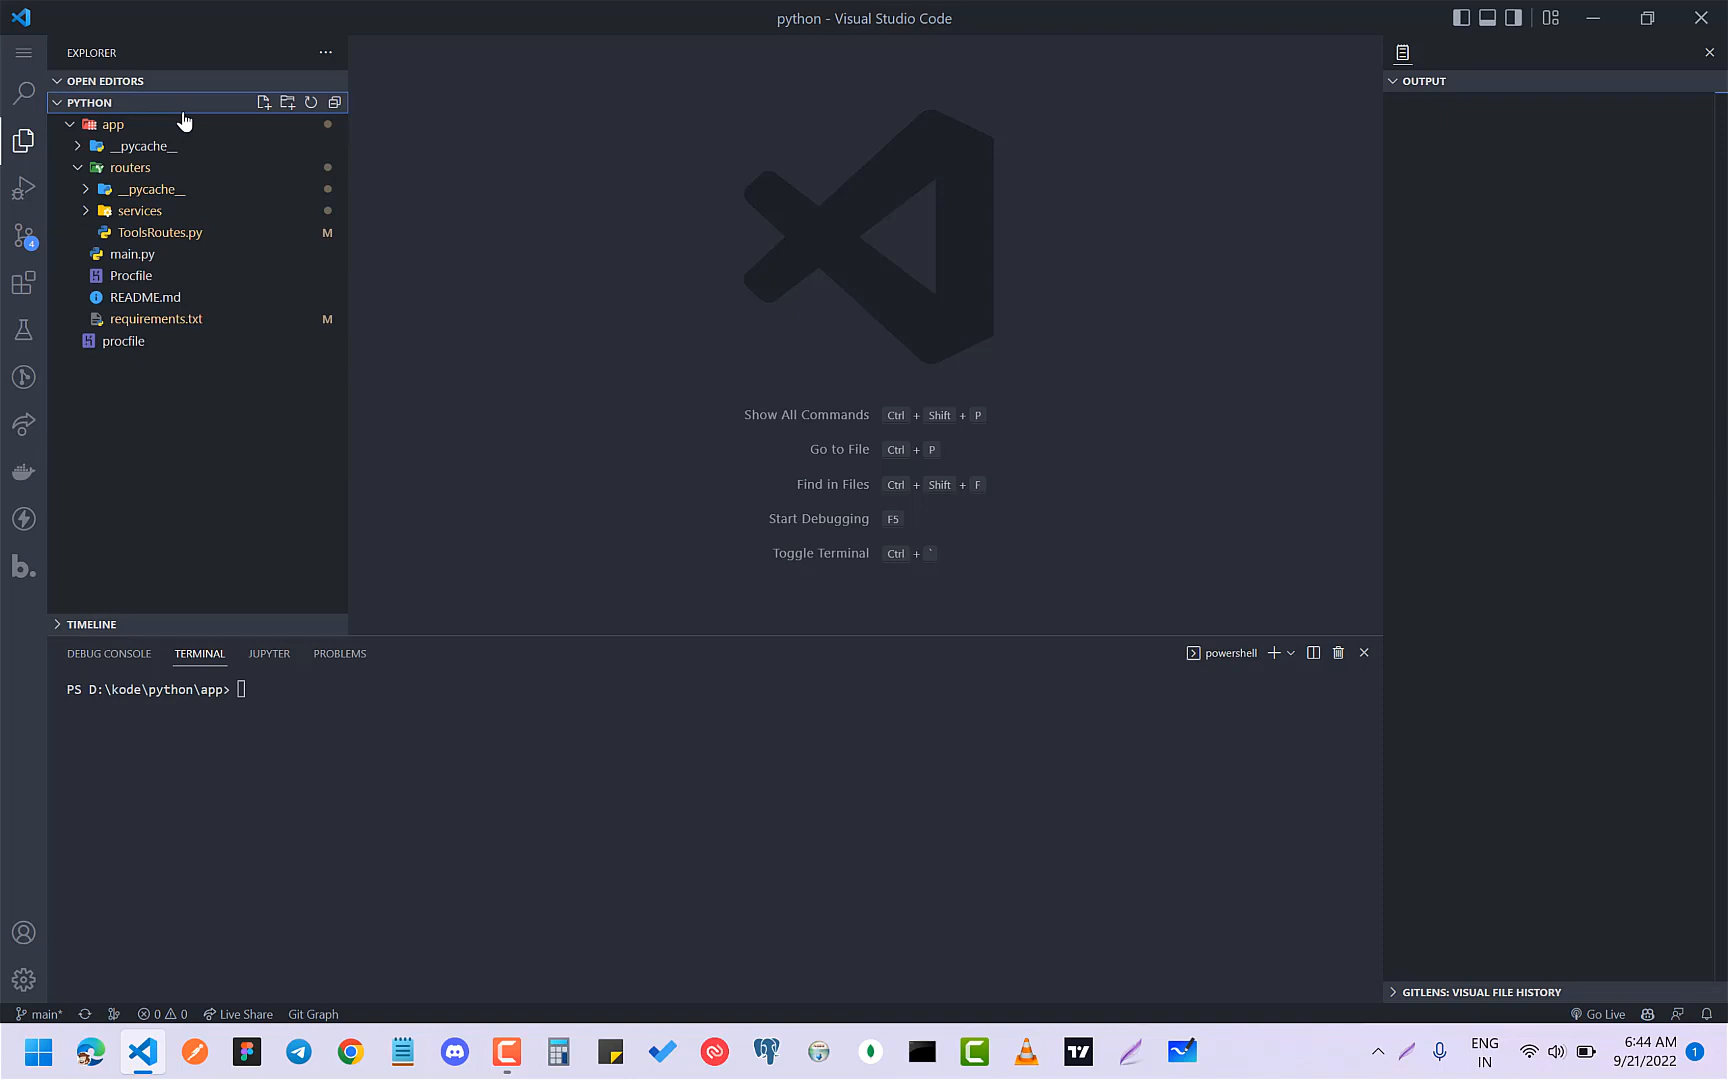 python - Visual Studio Code
EXPLORER
OPEN EDITORS
PYTHON
app
__pycache__
routers
__pycache__
services
ToolsRoutes.py M
main.py
Procfile
README.md
requirements.txt M
procfile
4
TIMELINE
OUTPUT
Show All Commands Ctrl + Shift + P
Go to File Ctrl + P
Find in Files Ctrl + Shift + F
Start Debugging F5
Toggle Terminal Ctrl + `
b.
DEBUG CONSOLE TERMINAL JUPYTER PROBLEMS
powershell
PS D:\kode\python\app>
GITLENS: VISUAL FILE HISTORY
main* 0 0 Live Share Git Graph Go Live
ENG
IN
6:44 AM
9/21/2022
1